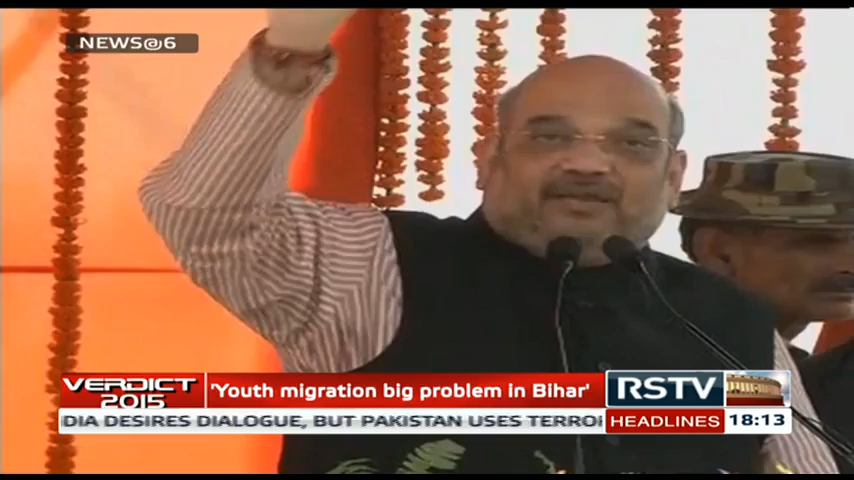 NEWS@6
VERDICT 2015
'Youth migration big problem in Bihar'
RSTV
DIA DESIRES DIALOGUE, BUT PAKISTAN USES TERRO
HEADLINES
18:13